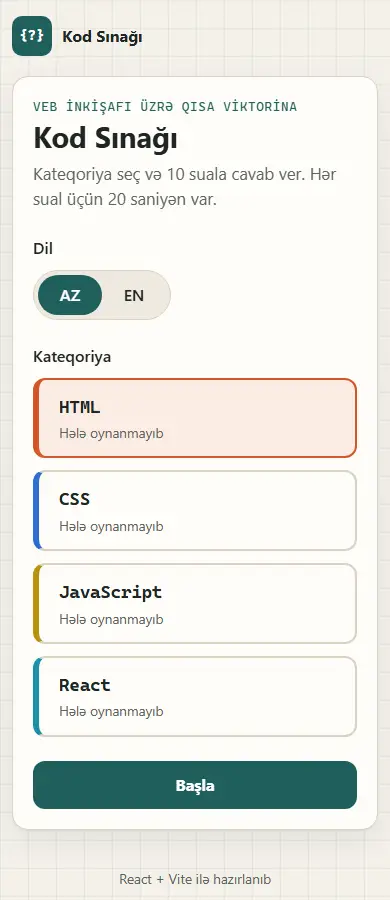 {?} Kod Sınağı
VEB İNKİŞAFI ÜZRƏ QISA VİKTORİNA
Kod Sınağı
Kateqoriya seç və 10 suala cavab ver. Hər
sual üçün 20 saniyən var.
Dil
AZ EN
Kateqoriya
HTML
Hələ oynanmayıb
CSS
Hələ oynanmayıb
JavaScript
Hələ oynanmayıb
React
Hələ oynanmayıb
Başla
React + Vite ilə hazırlanıb